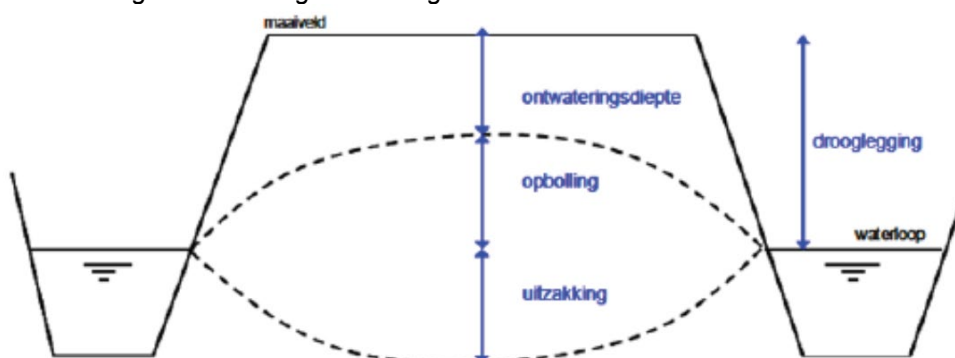 maaiveld
ontwateringsdiepte
drooglegging
opbolling
waterloop
uitzakking